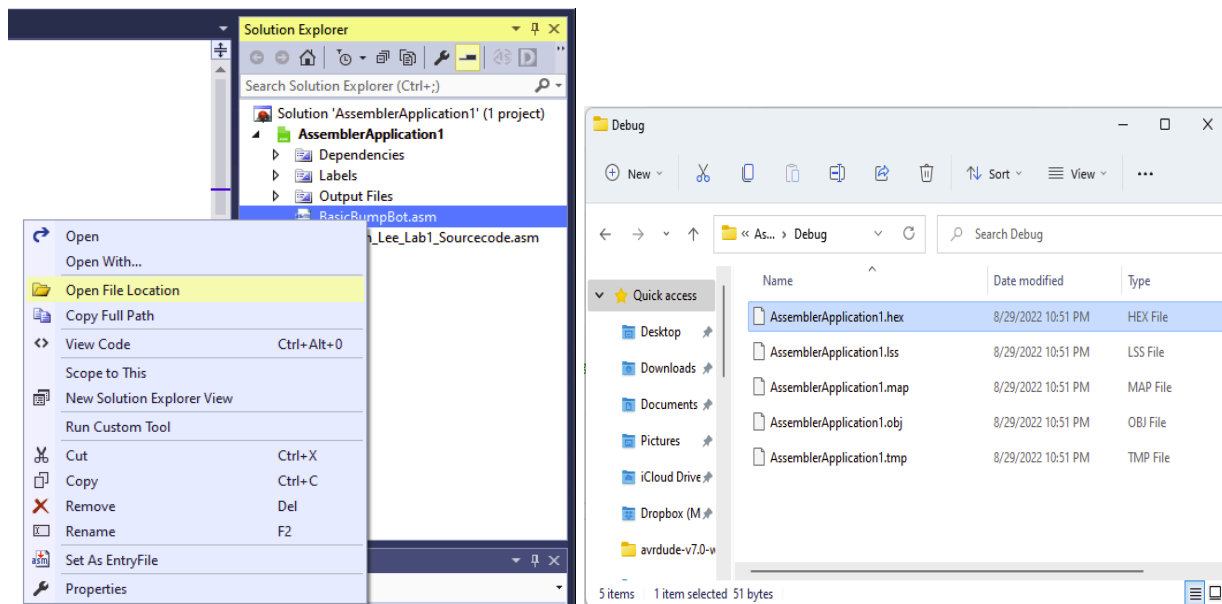 Solution Explorer
Search Solution Explorer (Ctrl+;)
Solution 'AssemblerApplication1' (1 project)
AssemblerApplication1
Dependencies
Labels
Output Files
BasicBumpBot.asm
_Lee_Lab1_Sourcecode.asm
Open
Open With...
Open File Location
Copy Full Path
View Code Ctrl+Alt+0
Scope to This
New Solution Explorer View
Run Custom Tool
Cut Ctrl+X
Copy Ctrl+C
Remove Del
Rename F2
asm Set As EntryFile
Properties
Debug
New Sort View ...
« As... › Debug Search Debug
Name Date modified Type
Quick access
Desktop
Downloads
Documents
Pictures
iCloud Drive
Dropbox (M
avrdude-v7.0-w
AssemblerApplication1.hex 8/29/2022 10:51 PM HEX File
AssemblerApplication1.lss 8/29/2022 10:51 PM LSS File
AssemblerApplication1.map 8/29/2022 10:51 PM MAP File
AssemblerApplication1.obj 8/29/2022 10:51 PM OBJ File
AssemblerApplication1.tmp 8/29/2022 10:51 PM TMP File
5 items 1 item selected 51 bytes